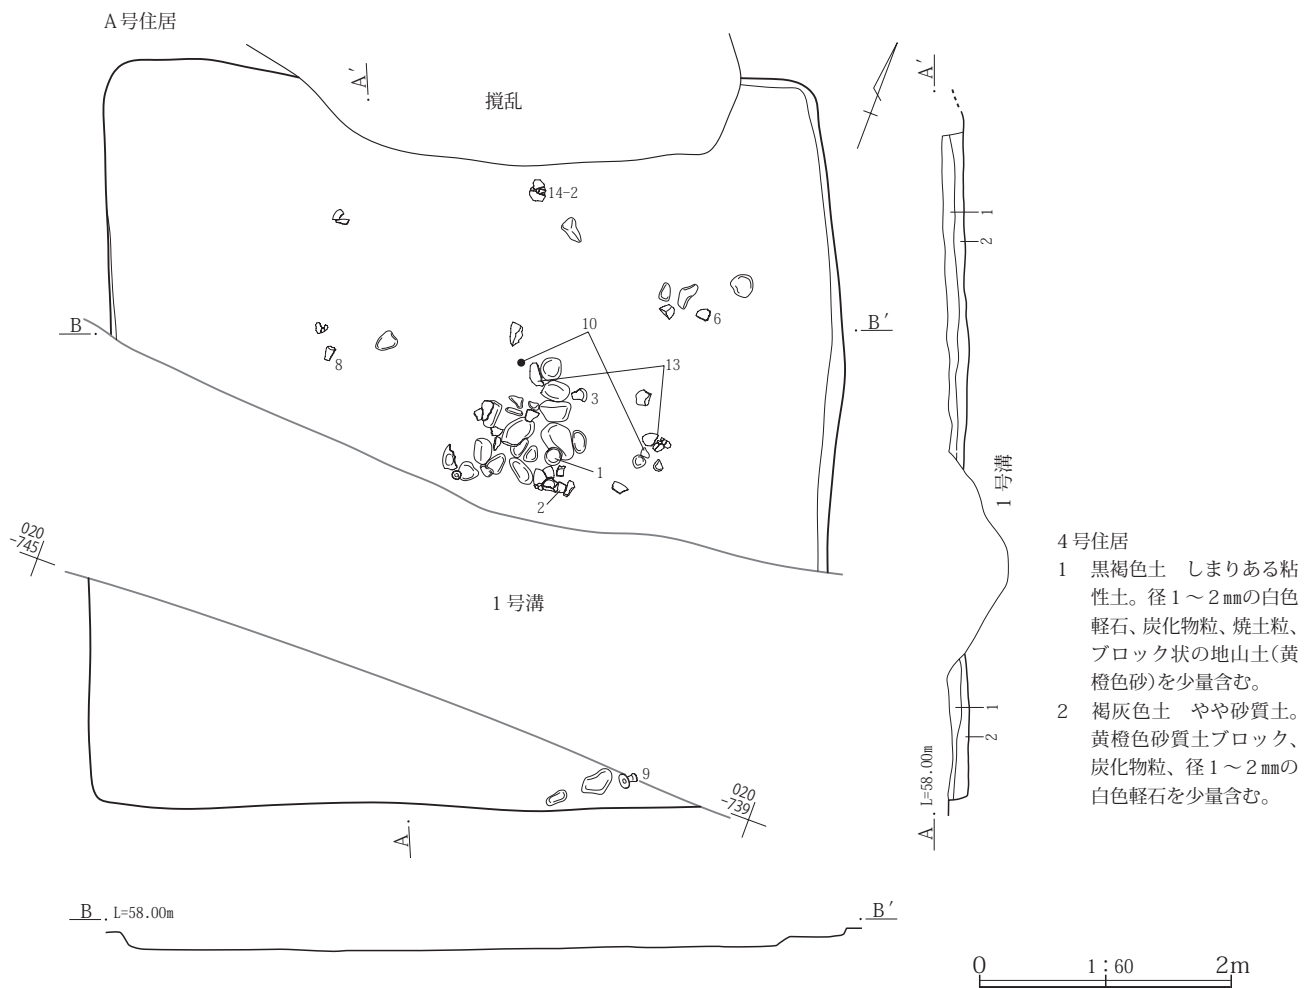 A号住居
A′
撹乱
A′
14-2
1
2
B
B′
10
6
8
13
3
1
2
1号溝
020
-745
1号溝
9
020
-739
1
2
A
A L=58.00m
4号住居
1 黒褐色土 しまりある粘
性土。径1～2㎜の白色
軽石、炭化物粒、焼土粒、
ブロック状の地山土(黄
橙色砂)を少量含む。
2 褐灰色土 やや砂質土。
黄橙色砂質土ブロック、
炭化物粒、径1～2㎜の
白色軽石を少量含む。
B L=58.00m
B′
0 1：60 2m